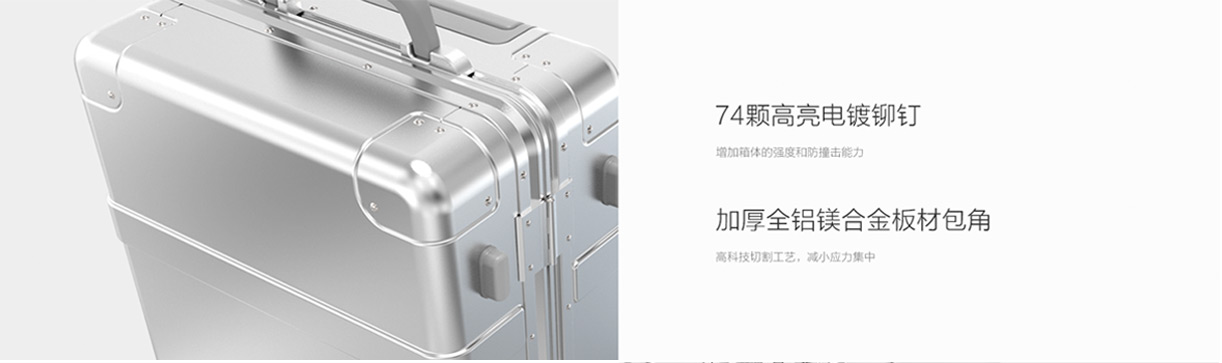 74颗高亮电镀铆钉
增加箱体的强度和防撞击能力
加厚全铝镁合金板材包角
高科技切割工艺，减小应力集中